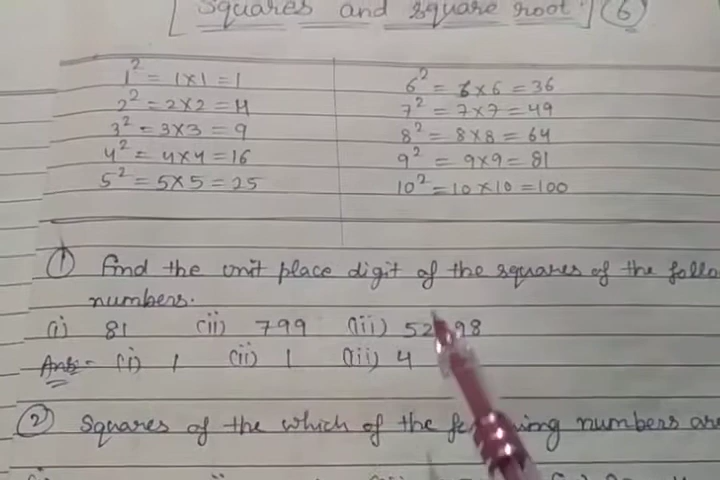 [ Squares and square root ] (6)
1² = 1×1 = 1
2² = 2×2 = 4
3² = 3×3 = 9
4² = 4×4 = 16
5² = 5×5 = 25
6² = 6×6 = 36
7² = 7×7 = 49
8² = 8×8 = 64
9² = 9×9 = 81
10² = 10×10 = 100
① find the unit place digit of the squares of the
numbers.
(i) 81 (ii) 799 (iii)
Ans:- (i) 1 (ii) 1 (iii) 4
② Squares of the which of the numbers are